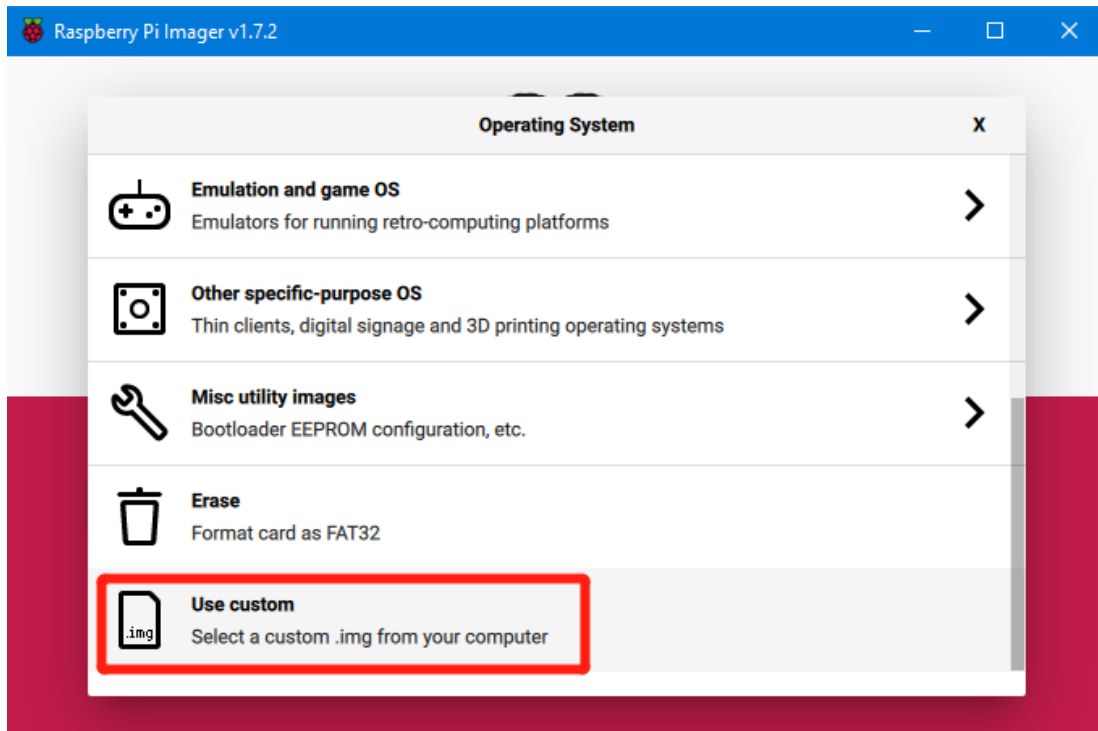 Raspberry Pi Imager v1.7.2
Operating System
X
Emulation and game OS
Emulators for running retro-computing platforms
Other specific-purpose OS
Thin clients, digital signage and 3D printing operating systems
Misc utility images
Bootloader EEPROM configuration, etc.
Erase
Format card as FAT32
Use custom
.img
Select a custom .img from your computer